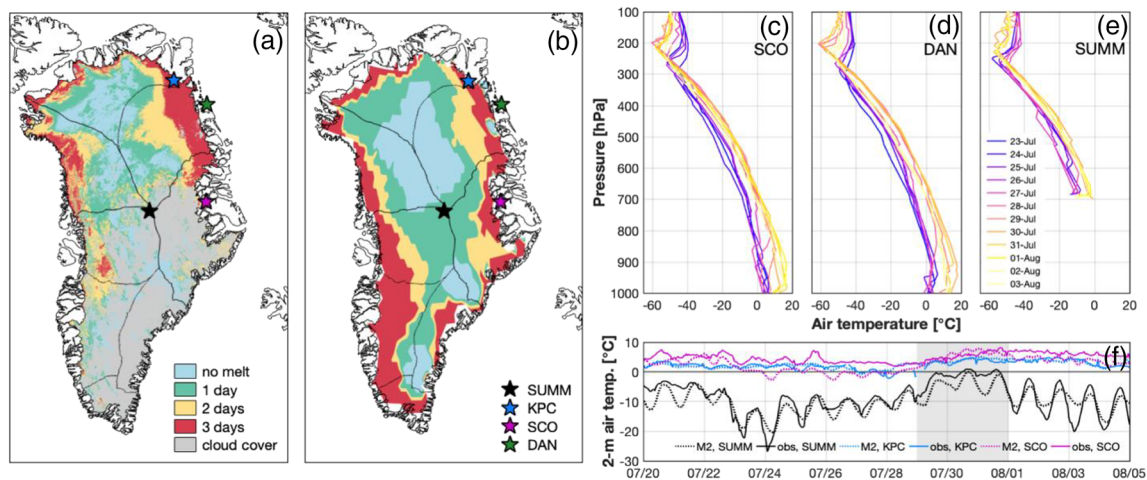 (a)
no melt
1 day
2 days
3 days
cloud cover
(b)
SUMM
KPC
SCO
DAN
(c)
SCO
(d)
DAN
(e)
SUMM
Pressure [hPa]
100
200
300
400
500
600
700
800
900
1000
23-Jul
24-Jul
25-Jul
26-Jul
27-Jul
28-Jul
29-Jul
30-Jul
31-Jul
01-Aug
02-Aug
03-Aug
-60 -40 -20 0 20
-60 -40 -20 0 20
-60 -40 -20 0 20
Air temperature [°C]
(f)
2-m air temp. [°C]
10
0
-10
-20
-30
M2, SUMM obs, SUMM M2, KPC obs, KPC M2, SCO obs, SCO
07/20 07/22 07/24 07/26 07/28 07/30 08/01 08/03 08/05